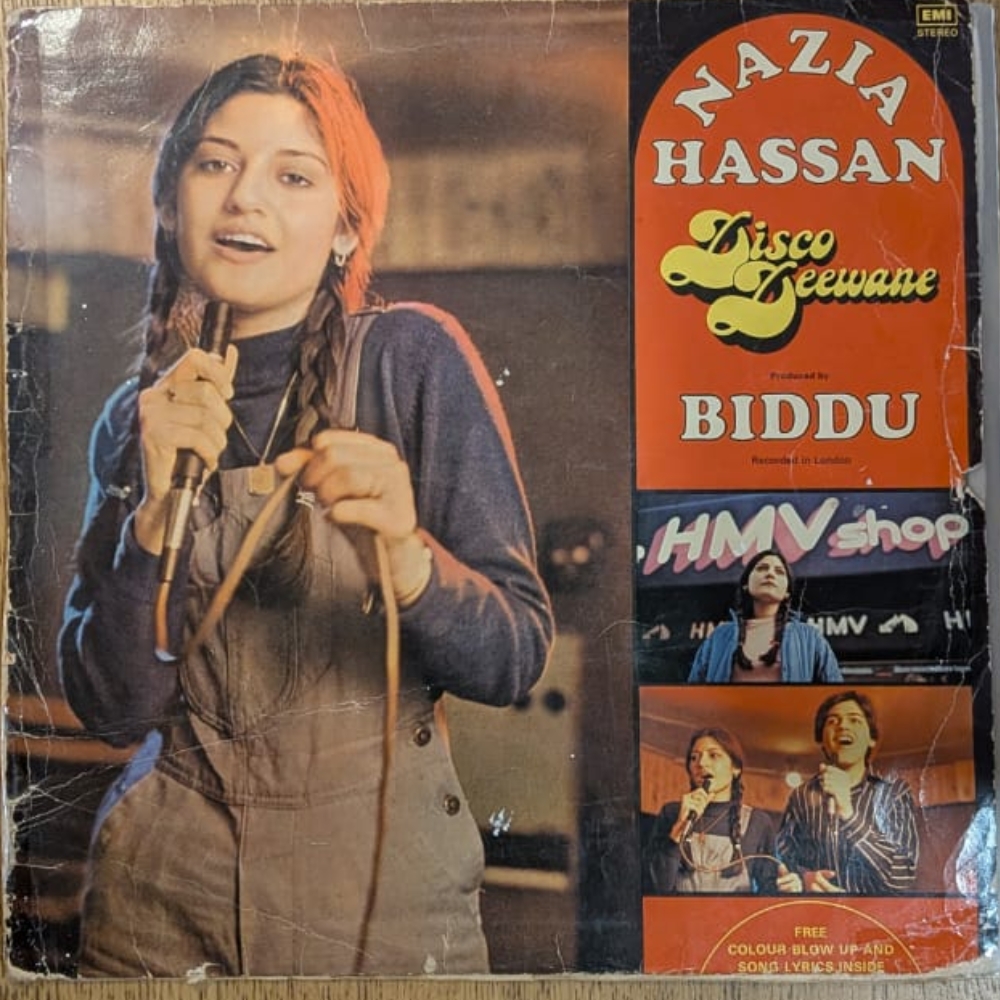 EMI
STEREO
NAZIA
HASSAN
Disco
Deewane
Produced by
BIDDU
Recorded in London
HMV shop
HMV
FREE
COLOUR BLOW UP AND
SONG LYRICS INSIDE